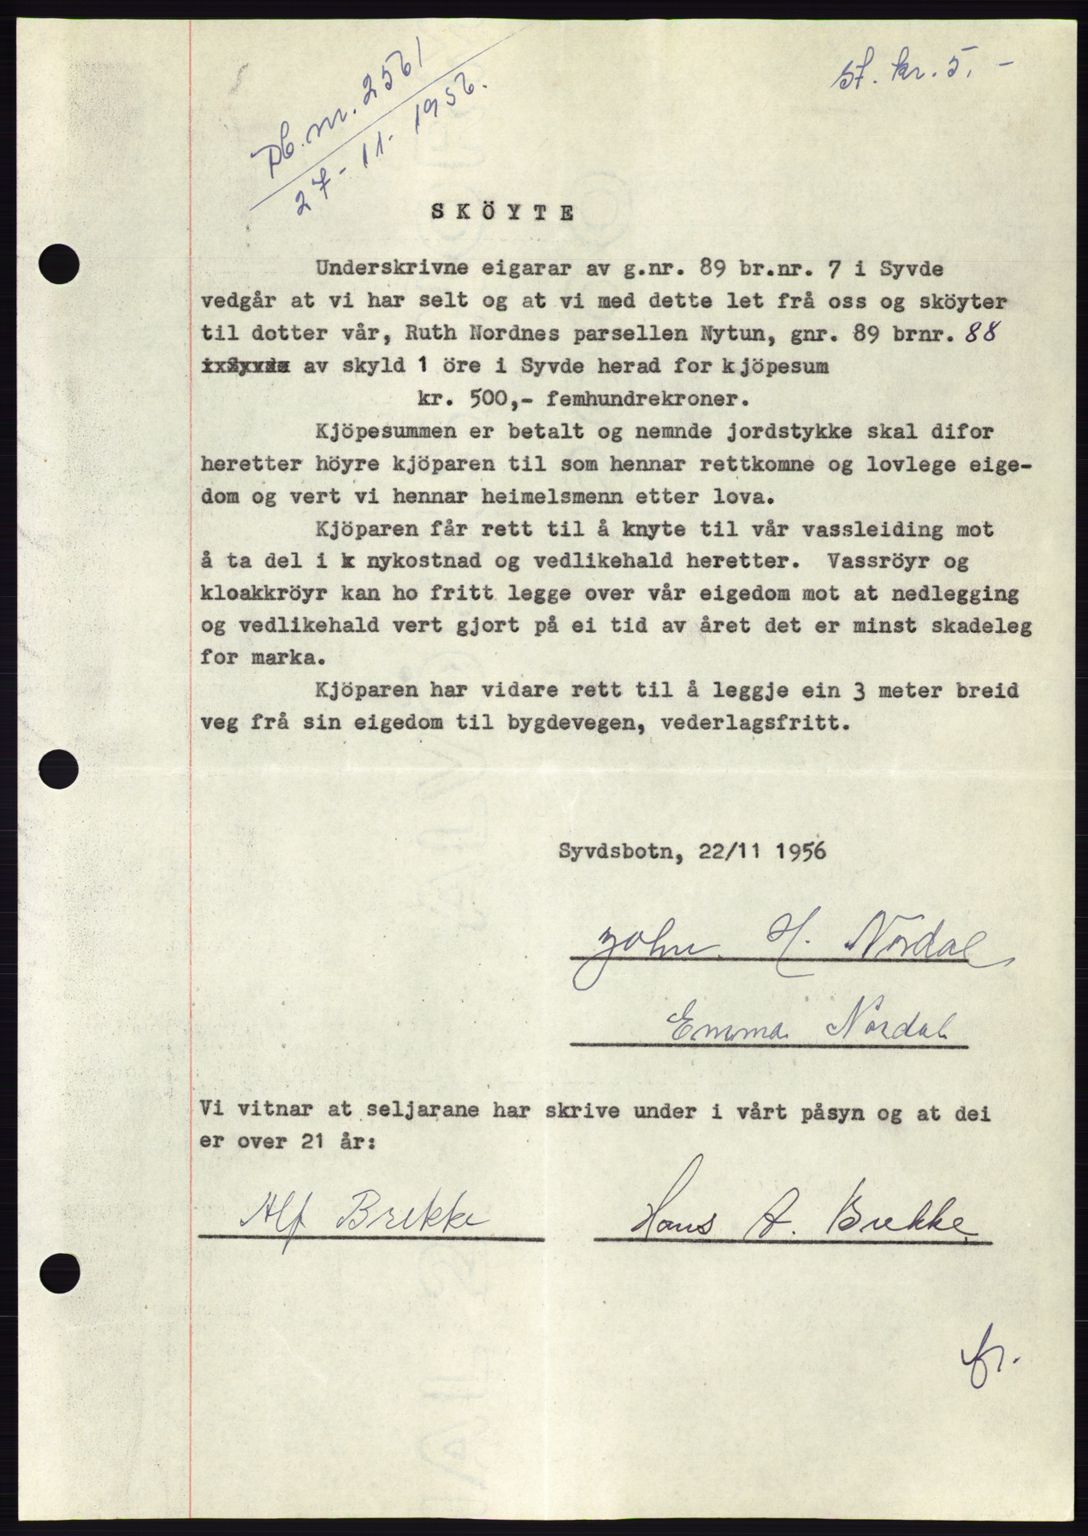 Db. nr. 2561
27-11-1956.
st. kr. 5.-
SKÖYTE
Underskrivne eigarar av g.nr. 89 br.nr. 7 i Syvde
vedgår at vi har selt og at vi med dette let frå oss og sköyter
til dotter vår, Ruth Nordnes parsellen Nytun, gnr. 89 brnr. 88
av skyld 1 öre i Syvde herad for kjöpesum
kr. 500,- femhundrekroner.
Kjöpesummen er betalt og nemnde jordstykke skal difor
heretter höyre kjöparen til som hennar rettkomne og lovlege eige-
dom og vert vi hennar heimelsmenn etter lova.
Kjöparen får rett til å knyte til vår vassleiding mot
å ta del i k nykostnad og vedlikehald heretter. Vassröyr og
kloakkröyr kan ho fritt legge over vår eigedom mot at nedlegging
og vedlikehald vert gjort på ei tid av året det er minst skadeleg
for marka.
Kjöparen har vidare rett til å leggje ein 3 meter breid
veg frå sin eigedom til bygdevegen, vederlagsfritt.
Syvdsbotn, 22/11 1956
John H. Nordal
Emma Nordal
Vi vitnar at seljarane har skrive under i vårt påsyn og at dei
er over 21 år:
Alf Brekke Hans A. Brekke